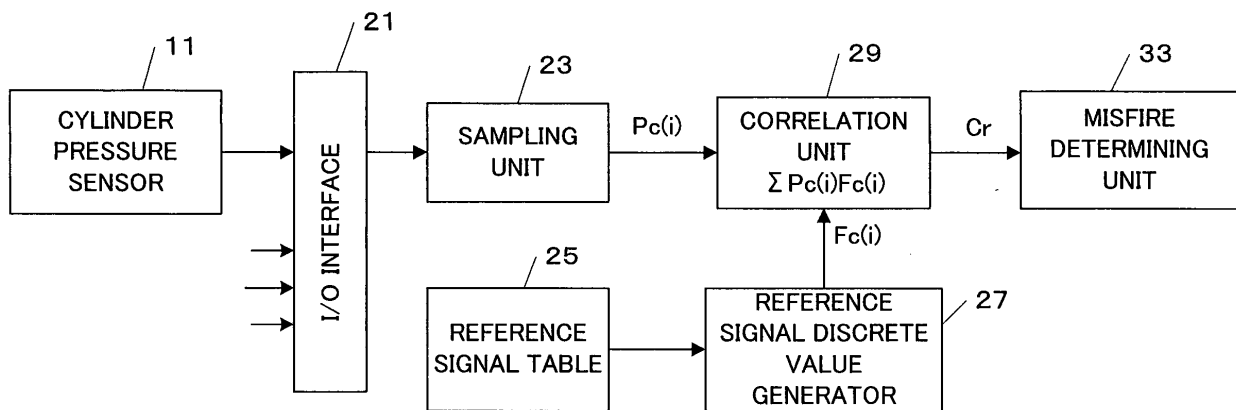 11
CYLINDER
PRESSURE
SENSOR
21
I/O INTERFACE
23
SAMPLING
UNIT
Pc(i)
29
CORRELATION
UNIT
Σ Pc(i)Fc(i)
Cr
33
MISFIRE
DETERMINING
UNIT
Fc(i)
25
REFERENCE
SIGNAL TABLE
27
REFERENCE
SIGNAL DISCRETE
VALUE
GENERATOR